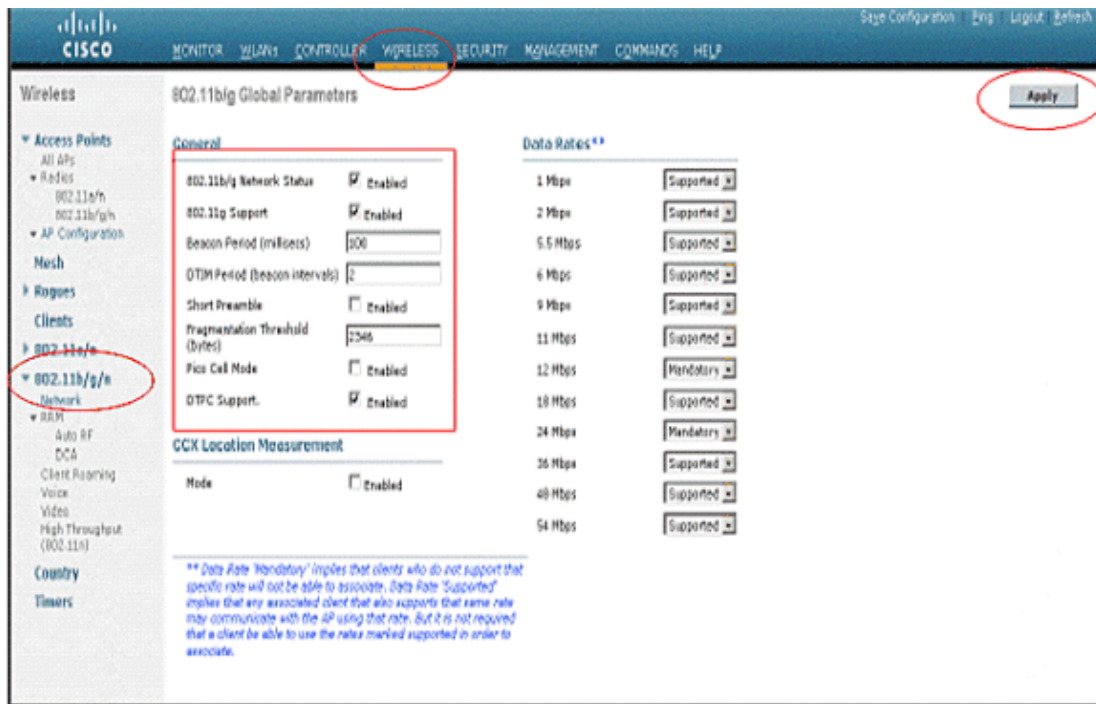 Save Configuration | Ping | Logout | Refresh
CISCO
MONITOR WLANs CONTROLLER WIRELESS SECURITY MANAGEMENT COMMANDS HELP
Wireless
Access Points
All APs
Radios
802.11a/n
802.11b/g/n
AP Configuration
Mesh
Rogues
Clients
802.11a/n
802.11b/g/n
Network
RRM
Auto RF
DCA
Client Roaming
Voice
Video
High Throughput
(802.11n)
Country
Timers
802.11b/g Global Parameters
Apply
General
802.11b/g Network Status Enabled
802.11g Support Enabled
Beacon Period (millisecs) 100
DTIM Period (beacon intervals) 2
Short Preamble Enabled
Fragmentation Threshold
(bytes) 2346
Pico Cell Mode Enabled
DTPC Support. Enabled
CCX Location Measurement
Mode Enabled
Data Rates**
1 Mbps Supported
2 Mbps Supported
5.5 Mbps Supported
6 Mbps Supported
9 Mbps Supported
11 Mbps Supported
12 Mbps Mandatory
18 Mbps Supported
24 Mbps Mandatory
36 Mbps Supported
48 Mbps Supported
54 Mbps Supported
** Data Rate 'Mandatory' implies that clients who do not support that
specific rate will not be able to associate. Data Rate 'Supported'
implies that any associated client that also supports that same rate
may communicate with the AP using that rate. But it is not required
that a client be able to use the rates marked supported in order to
associate.